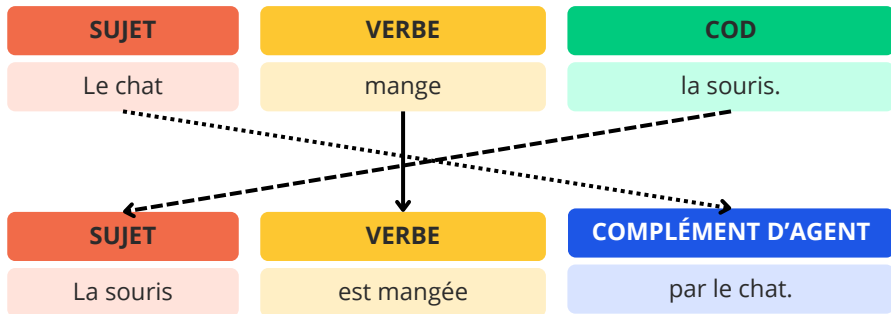 SUJET VERBE COD
Le chat mange la souris.
SUJET VERBE COMPLÉMENT D’AGENT
La souris est mangée par le chat.